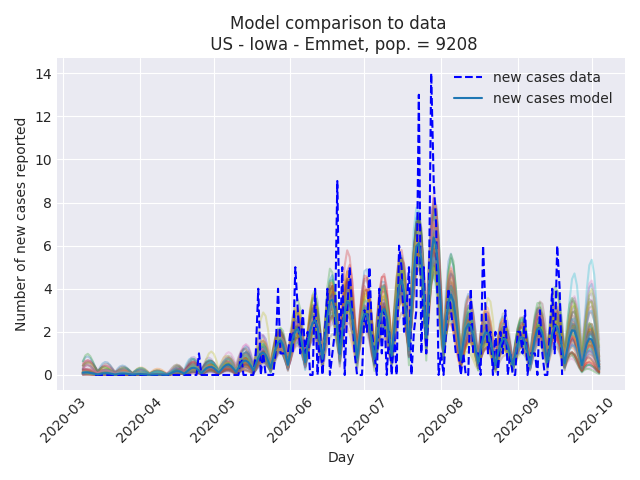 Model comparison to data
US - Iowa - Emmet, pop. = 9208
new cases data
new cases model
Number of new cases reported
14
12
10
8
6
4
2
0
2020-03
2020-04
2020-05
2020-06
2020-07
2020-08
2020-09
2020-10
Day